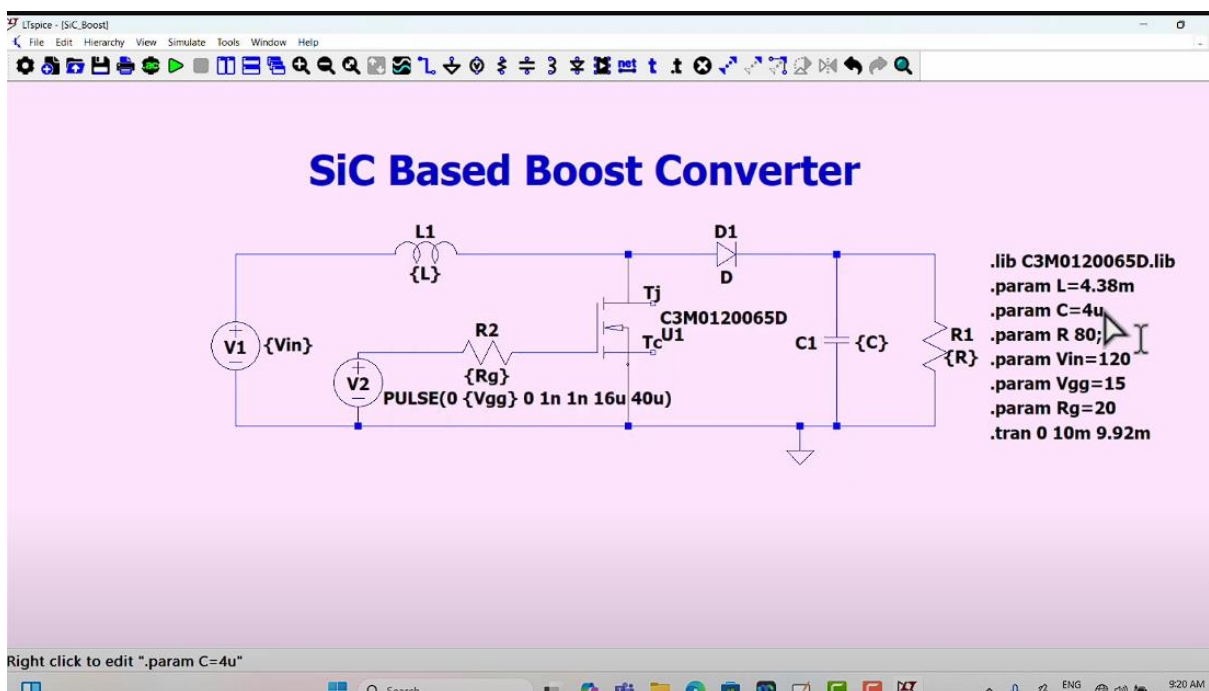 LTspice - [SiC_Boost]
File Edit Hierarchy View Simulate Tools Window Help
.ac
net t .t
SiC Based Boost Converter
L1
{L}
D1
D
V1 {Vin}
R2
{Rg}
V2
PULSE(0 {Vgg} 0 1n 1n 16u 40u)
Tj
C3M0120065D
Tc U1
C1 {C}
R1
{R}
.lib C3M0120065D.lib
.param L=4.38m
.param C=4u
.param R 80;
.param Vin=120
.param Vgg=15
.param Rg=20
.tran 0 10m 9.92m
Right click to edit ".param C=4u"
Search
ENG
9:20 AM